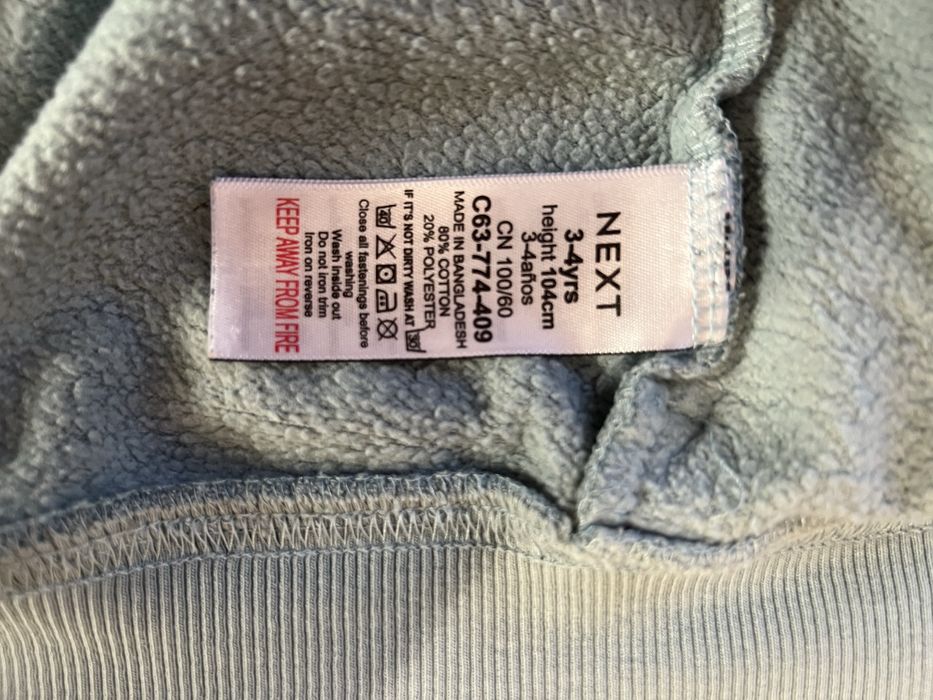 NEXT
3-4yrs
height 104cm
3-4años
CN 100/60
C63-774-409
MADE IN BANGLADESH
80% COTTON
20% POLYESTER
IF IT'S NOT DIRTY WASH AT 30°
40°
Close all fastenings before
washing
Wash inside out
Do not iron trim
Iron on reverse
KEEP AWAY FROM FIRE